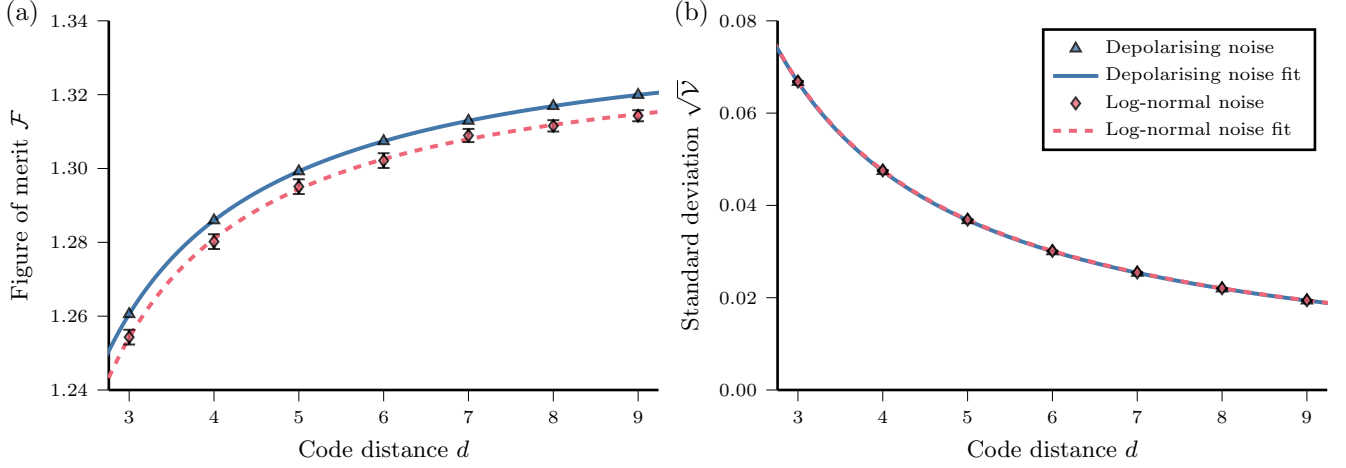 (a)
1.34
1.32
1.30
1.28
1.26
1.24
Figure of merit ℱ
3 4 5 6 7 8 9
Code distance d
(b)
0.08
0.06
0.04
0.02
0.00
Standard deviation √𝒱
3 4 5 6 7 8 9
Code distance d
Depolarising noise
Depolarising noise fit
Log-normal noise
Log-normal noise fit